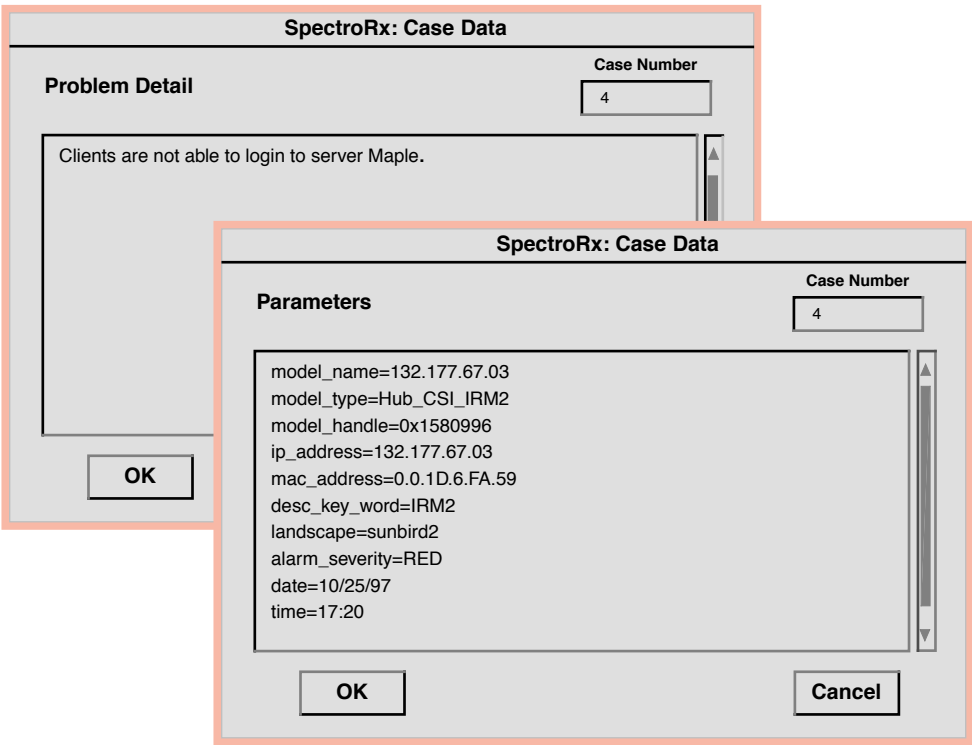 SpectroRx: Case Data
Problem Detail
Case Number
4
Clients are not able to login to server Maple.
OK
SpectroRx: Case Data
Parameters
Case Number
4
model_name=132.177.67.03
model_type=Hub_CSI_IRM2
model_handle=0x1580996
ip_address=132.177.67.03
mac_address=0.0.1D.6.FA.59
desc_key_word=IRM2
landscape=sunbird2
alarm_severity=RED
date=10/25/97
time=17:20
OK
Cancel